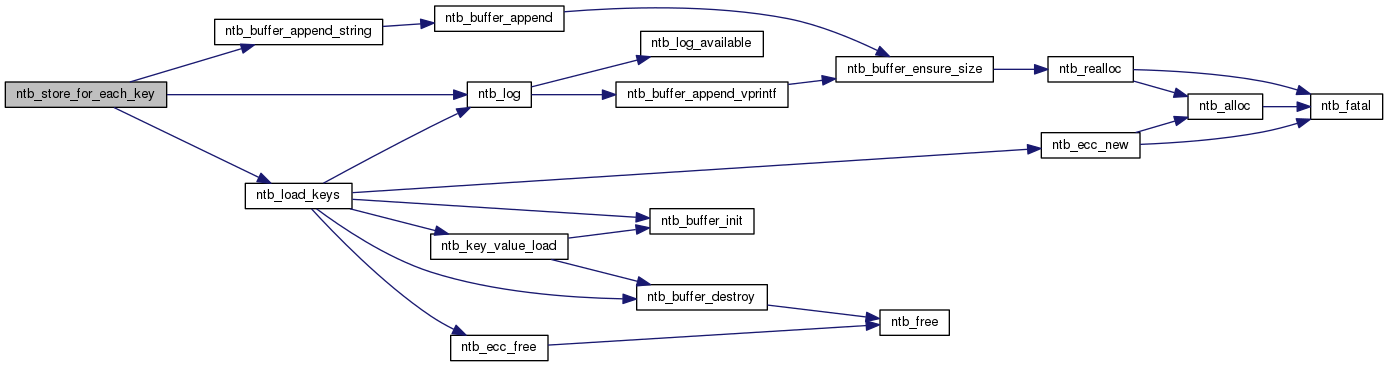 ntb_store_for_each_key
ntb_buffer_append_string
ntb_buffer_append
ntb_log
ntb_log_available
ntb_buffer_append_vprintf
ntb_buffer_ensure_size
ntb_realloc
ntb_alloc
ntb_fatal
ntb_ecc_new
ntb_load_keys
ntb_key_value_load
ntb_buffer_init
ntb_buffer_destroy
ntb_free
ntb_ecc_free